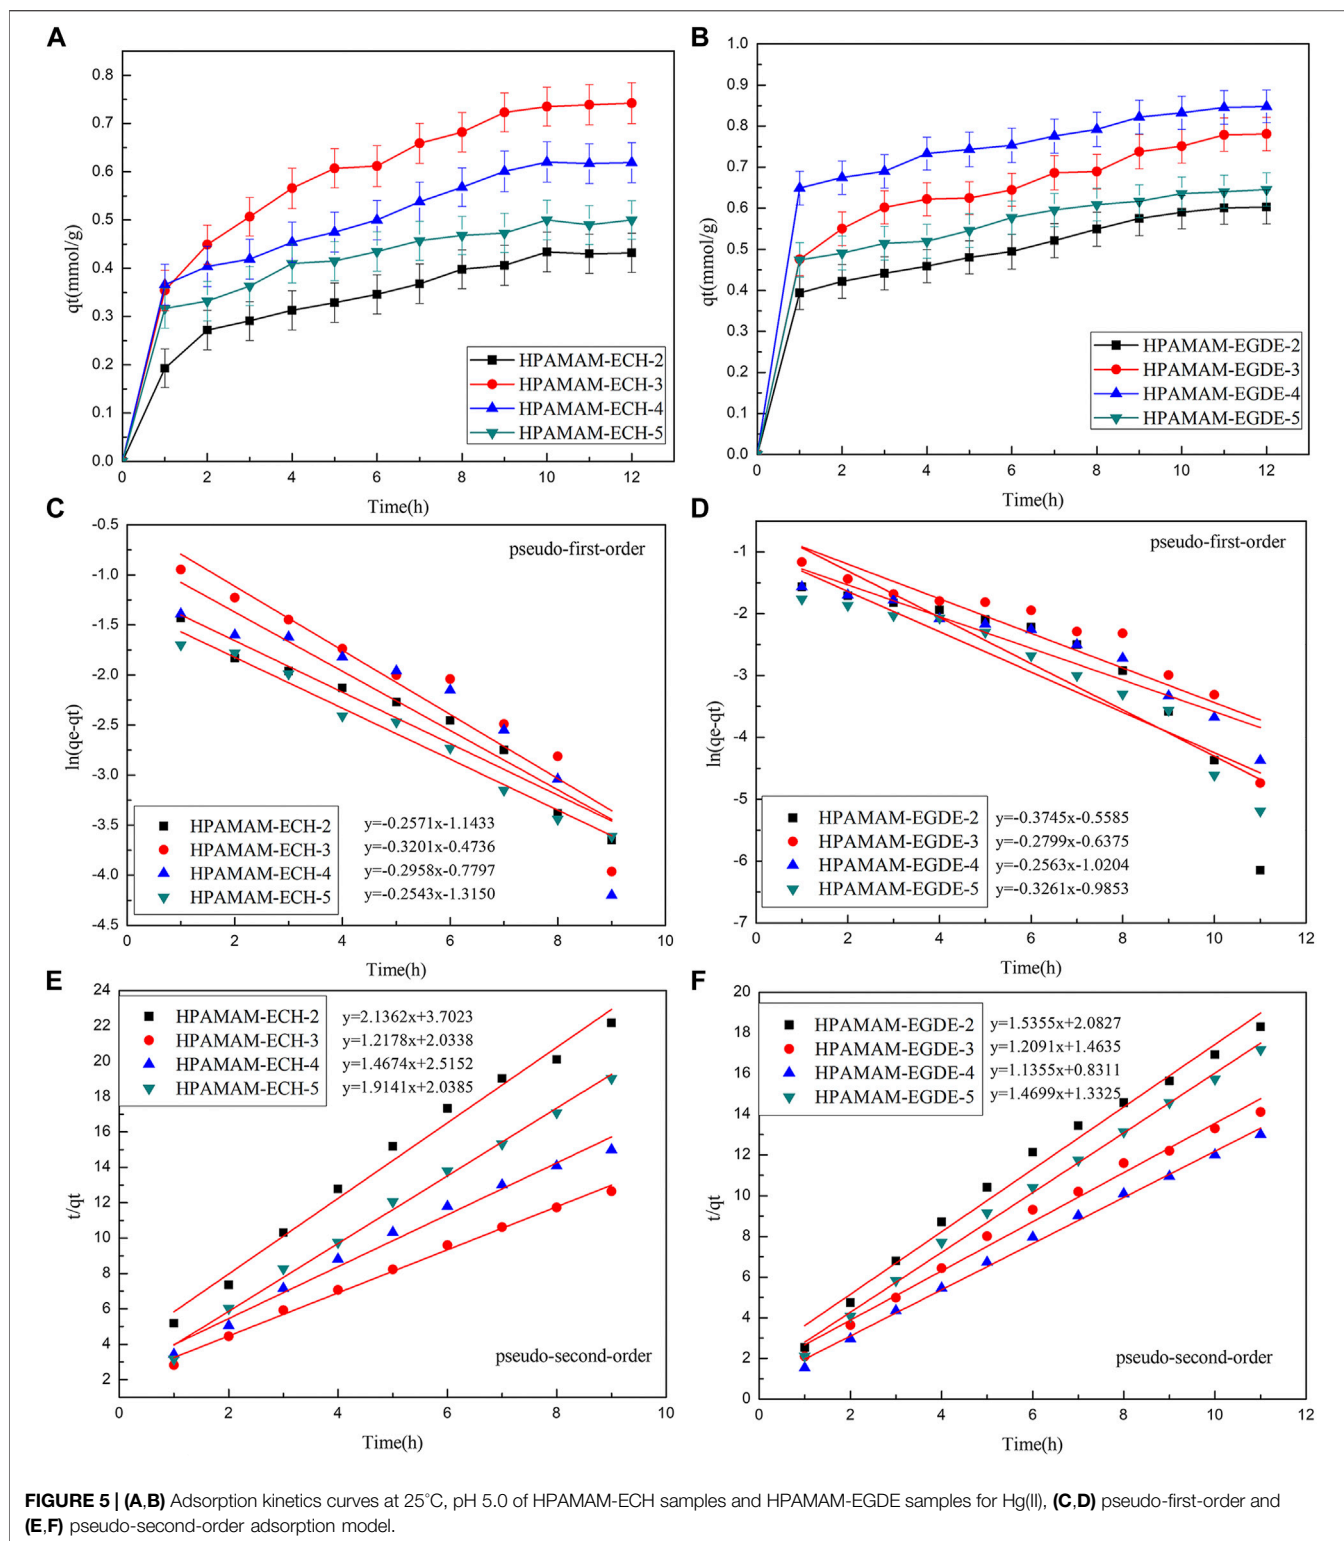 A
qt(mmol/g)
0.8
0.7
0.6
0.5
0.4
0.3
0.2
0.1
0.0
HPAMAM-ECH-2
HPAMAM-ECH-3
HPAMAM-ECH-4
HPAMAM-ECH-5
0 2 4 6 8 10 12
Time(h)
B
qt(mmol/g)
1.0
0.9
0.8
0.7
0.6
0.5
0.4
0.3
0.2
0.1
0.0
HPAMAM-EGDE-2
HPAMAM-EGDE-3
HPAMAM-EGDE-4
HPAMAM-EGDE-5
0 2 4 6 8 10 12
Time(h)
C
ln(qe-qt)
-0.5
-1.0
-1.5
-2.0
-2.5
-3.0
-3.5
-4.0
-4.5
pseudo-first-order
HPAMAM-ECH-2 y=-0.2571x-1.1433
HPAMAM-ECH-3 y=-0.3201x-0.4736
HPAMAM-ECH-4 y=-0.2958x-0.7797
HPAMAM-ECH-5 y=-0.2543x-1.3150
0 2 4 6 8 10
Time(h)
D
ln(qe-qt)
-1
-2
-3
-4
-5
-6
-7
pseudo-first-order
HPAMAM-EGDE-2 y=-0.3745x-0.5585
HPAMAM-EGDE-3 y=-0.2799x-0.6375
HPAMAM-EGDE-4 y=-0.2563x-1.0204
HPAMAM-EGDE-5 y=-0.3261x-0.9853
0 2 4 6 8 10 12
Time(h)
E
t/qt
24
22
20
18
16
14
12
10
8
6
4
2
HPAMAM-ECH-2 y=2.1362x+3.7023
HPAMAM-ECH-3 y=1.2178x+2.0338
HPAMAM-ECH-4 y=1.4674x+2.5152
HPAMAM-ECH-5 y=1.9141x+2.0385
pseudo-second-order
0 2 4 6 8 10
Time(h)
F
t/qt
20
18
16
14
12
10
8
6
4
2
0
HPAMAM-EGDE-2 y=1.5355x+2.0827
HPAMAM-EGDE-3 y=1.2091x+1.4635
HPAMAM-EGDE-4 y=1.1355x+0.8311
HPAMAM-EGDE-5 y=1.4699x+1.3325
pseudo-second-order
0 2 4 6 8 10 12
Time(h)
FIGURE 5 | (A,B) Adsorption kinetics curves at 25°C, pH 5.0 of HPAMAM-ECH samples and HPAMAM-EGDE samples for Hg(II), (C,D) pseudo-first-order and
(E,F) pseudo-second-order adsorption model.